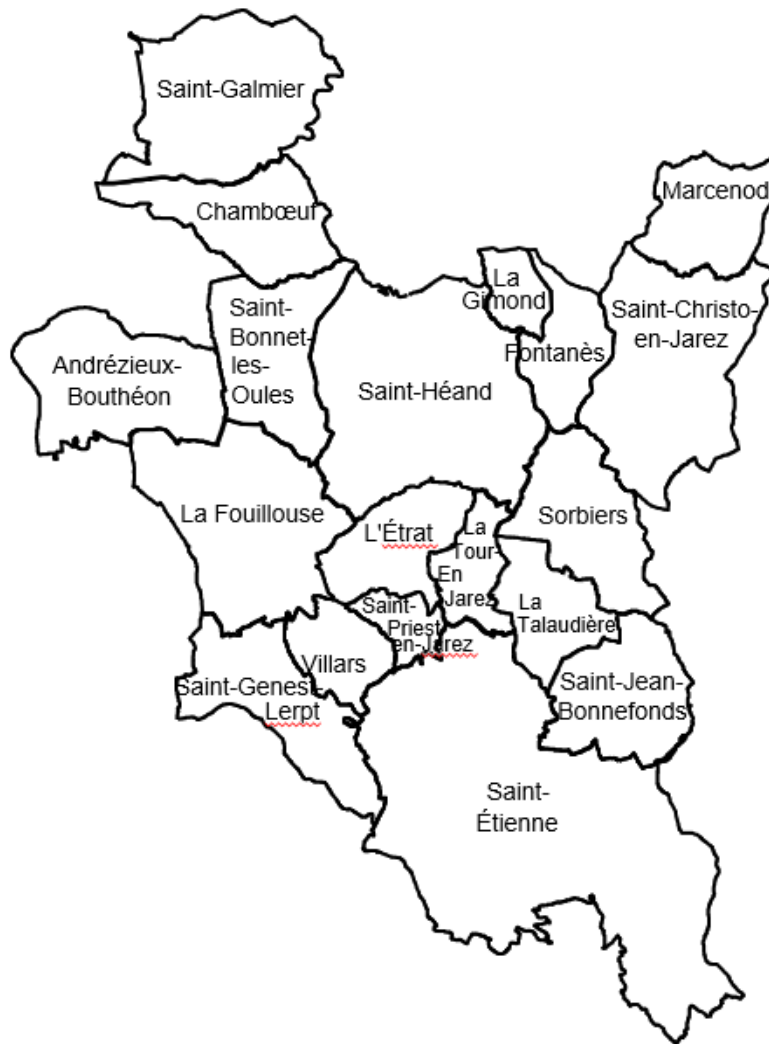 Saint-Galmier
Marcenod
Chambœuf
La
Gimond
Saint-
Bonnet-
les-
Oules
Saint-Christo-
en-Jarez
Fontanès
Andrézieux-
Bouthéon
Saint-Héand
La Fouillouse
L'Étrat
La
Tour-
En
Jarez
Sorbiers
Saint-
Priest
en-Jarez
La
Talaudière
Villars
Saint-Genest-
Lerpt
Saint-Jean-
Bonnefonds
Saint-
Étienne